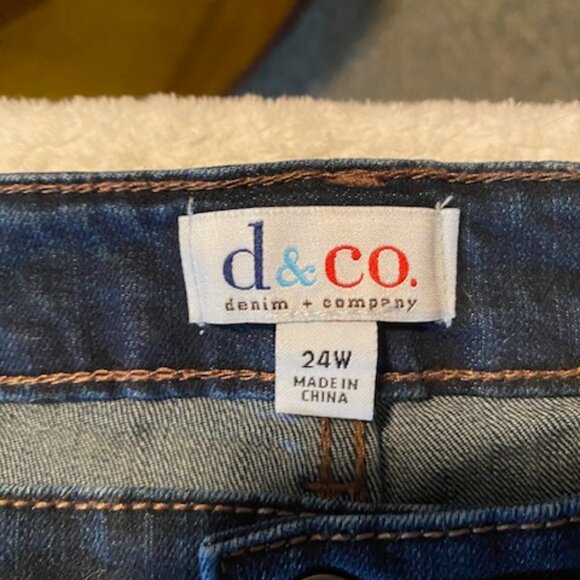 d&co.
denim + company
24W
MADE IN
CHINA